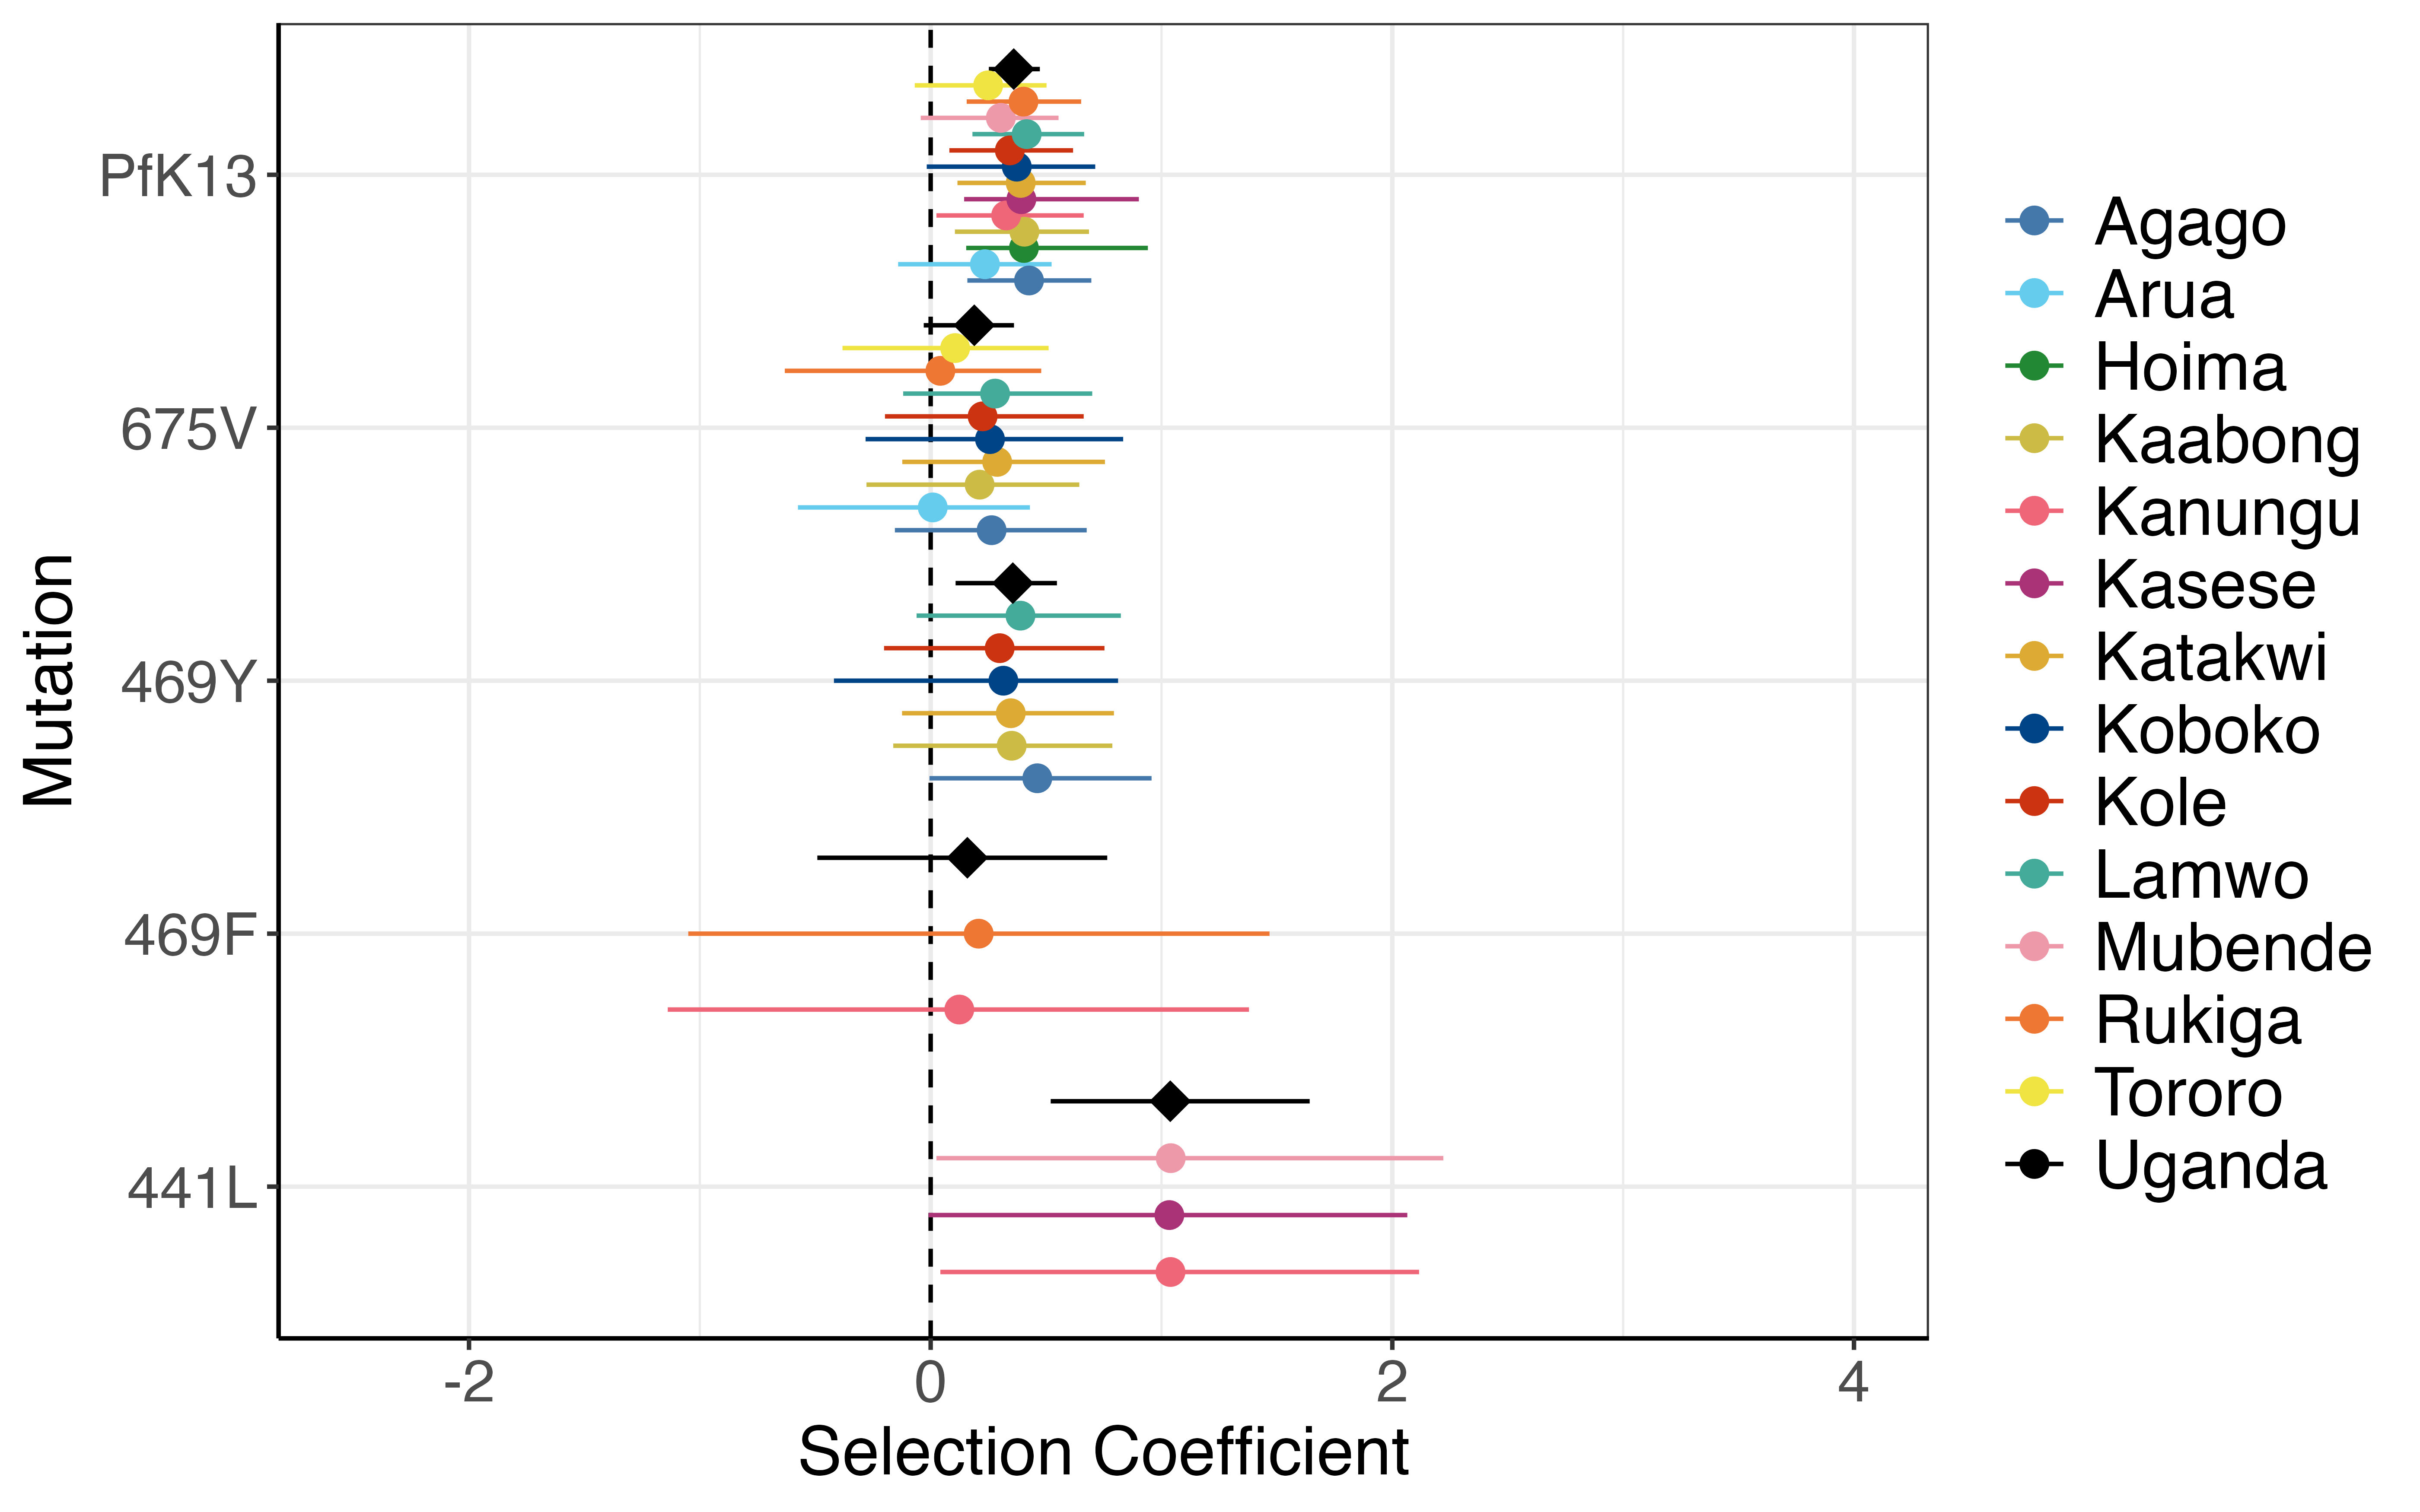 Mutation
PfK13
675V
469Y
469F
441L
-2
0
2
4
Selection Coefficient
Agago
Arua
Hoima
Kaabong
Kanungu
Kasese
Katakwi
Koboko
Kole
Lamwo
Mubende
Rukiga
Tororo
Uganda